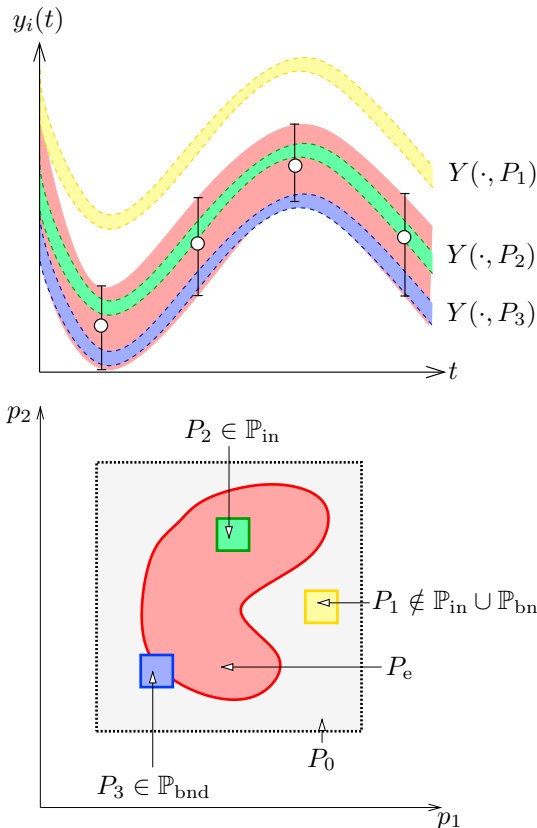 y_i(t)
Y(·, P_1)
Y(·, P_2)
Y(·, P_3)
t
p_2
P_2 ∈ ℙ_in
P_1 ∉ ℙ_in ∪ ℙ_bn
P_e
P_0
P_3 ∈ ℙ_bnd
p_1